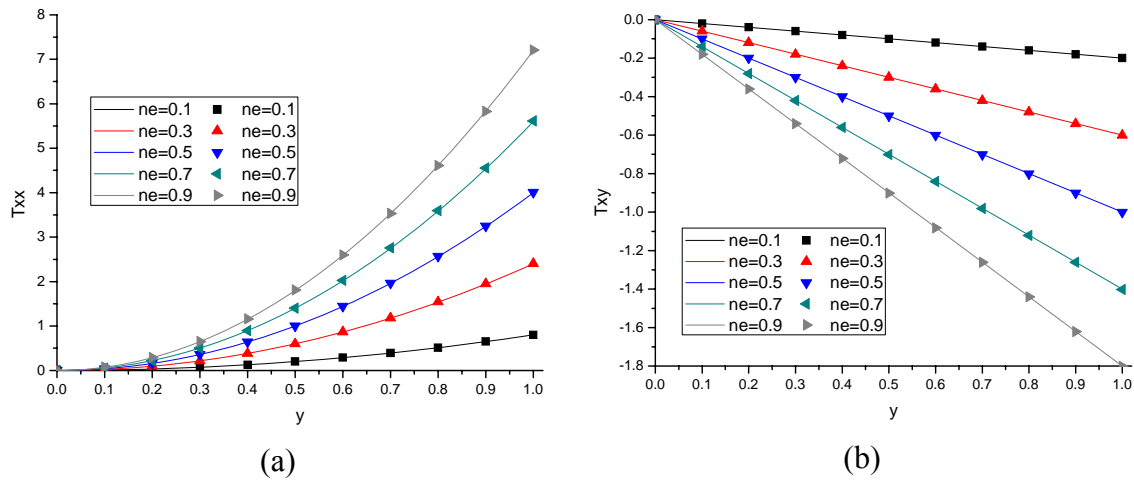 Txx
8
7
6
5
4
3
2
1
0
ne=0.1 ne=0.1
ne=0.3 ne=0.3
ne=0.5 ne=0.5
ne=0.7 ne=0.7
ne=0.9 ne=0.9
0.0 0.1 0.2 0.3 0.4 0.5 0.6 0.7 0.8 0.9 1.0
y
(a)
Txy
0.0
-0.2
-0.4
-0.6
-0.8
-1.0
-1.2
-1.4
-1.6
-1.8
ne=0.1 ne=0.1
ne=0.3 ne=0.3
ne=0.5 ne=0.5
ne=0.7 ne=0.7
ne=0.9 ne=0.9
0.0 0.1 0.2 0.3 0.4 0.5 0.6 0.7 0.8 0.9 1.0
y
(b)